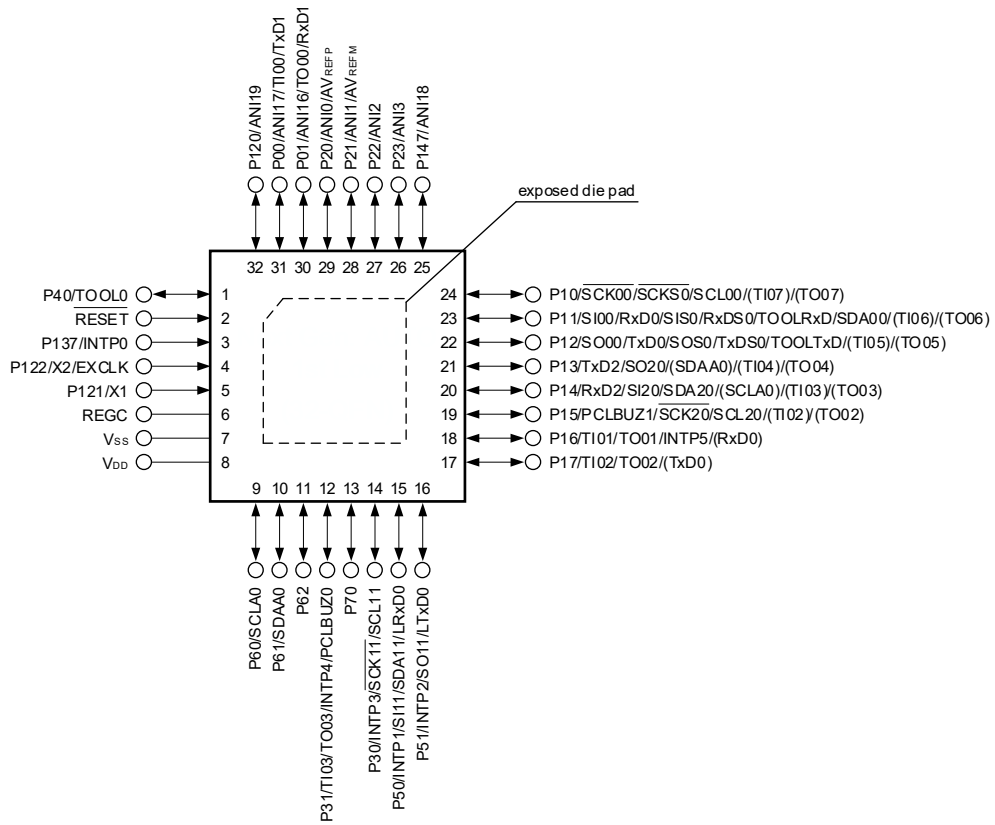 P120/ANI19
P00/ANI17/TI00/TxD1
P01/ANI16/TO00/RxD1
P20/ANI0/AVREFP
P21/ANI1/AVREFM
P22/ANI2
P23/ANI3
P147/ANI18
exposed die pad
32 31 30 29 28 27 26 25
P40/TOOL0 1
RESET 2
P137/INTP0 3
P122/X2/EXCLK 4
P121/X1 5
REGC 6
VSS 7
VDD 8
24 P10/SCK00/SCKS0/SCL00/(TI07)/(TO07)
23 P11/SI00/RxD0/SIS0/RxDS0/TOOLRxD/SDA00/(TI06)/(TO06)
22 P12/SO00/TxD0/SOS0/TxDS0/TOOLTxD/(TI05)/(TO05)
21 P13/TxD2/SO20/(SDAA0)/(TI04)/(TO04)
20 P14/RxD2/SI20/SDA20/(SCLA0)/(TI03)/(TO03)
19 P15/PCLBUZ1/SCK20/SCL20/(TI02)/(TO02)
18 P16/TI01/TO01/INTP5/(RxD0)
17 P17/TI02/TO02/(TxD0)
9 10 11 12 13 14 15 16
P60/SCLA0
P61/SDAA0
P62
P31/TI03/TO03/INTP4/PCLBUZ0
P70
P30/INTP3/SCK11/SCL11
P50/INTP1/SI11/SDA11/LRxD0
P51/INTP2/SO11/LTxD0